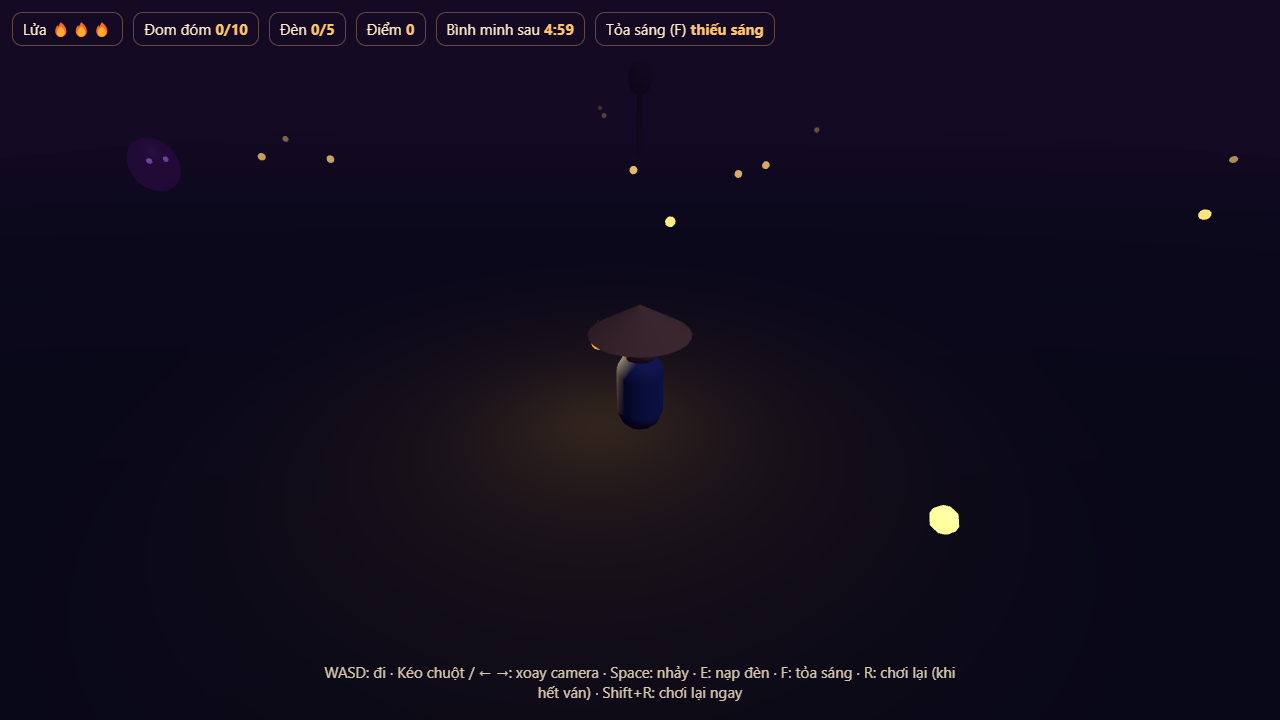 Lửa 🔥 🔥 🔥
Đom đóm 0/10
Đèn 0/5
Điểm 0
Bình minh sau 4:59
Tỏa sáng (F) thiếu sáng
WASD: đi · Kéo chuột / ← →: xoay camera · Space: nhảy · E: nạp đèn · F: tỏa sáng · R: chơi lại (khi
hết ván) · Shift+R: chơi lại ngay